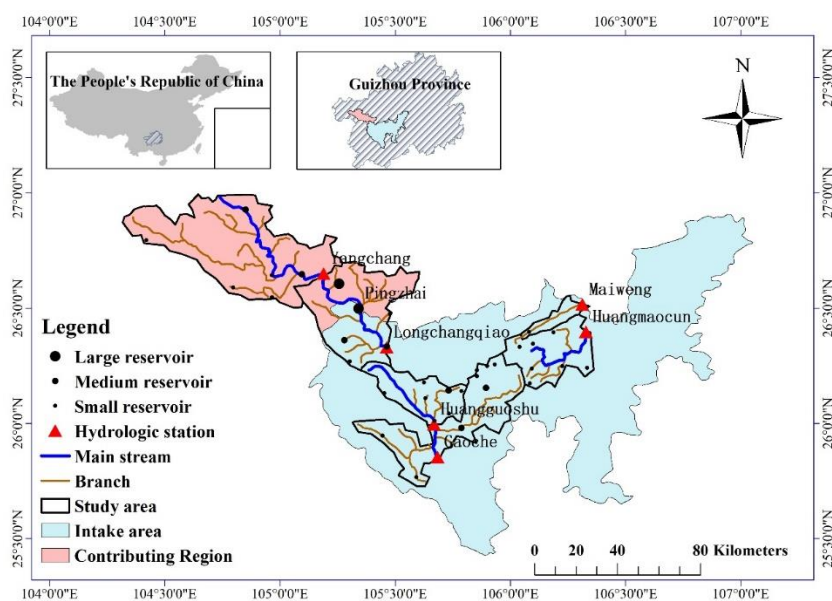 104°0'0"E 104°30'0"E 105°0'0"E 105°30'0"E 106°0'0"E 106°30'0"E 107°0'0"E
The People's Republic of China
Guizhou Province
N
27°30'0"N 27°30'0"N
27°0'0"N 27°0'0"N
Yangchang
Pingzhai
Maiweng
26°30'0"N 26°30'0"N
Huangmaocun
Longchangqiao
Legend
Large reservoir
Medium reservoir
Small reservoir
Huangguoshu
26°0'0"N 26°0'0"N
Hydrologic station
Gaoche
Main stream
Branch
Study area
Intake area
Contributing Region
25°30'0"N 25°30'0"N
0 20 40 80 Kilometers
104°0'0"E 104°30'0"E 105°0'0"E 105°30'0"E 106°0'0"E 106°30'0"E 107°0'0"E